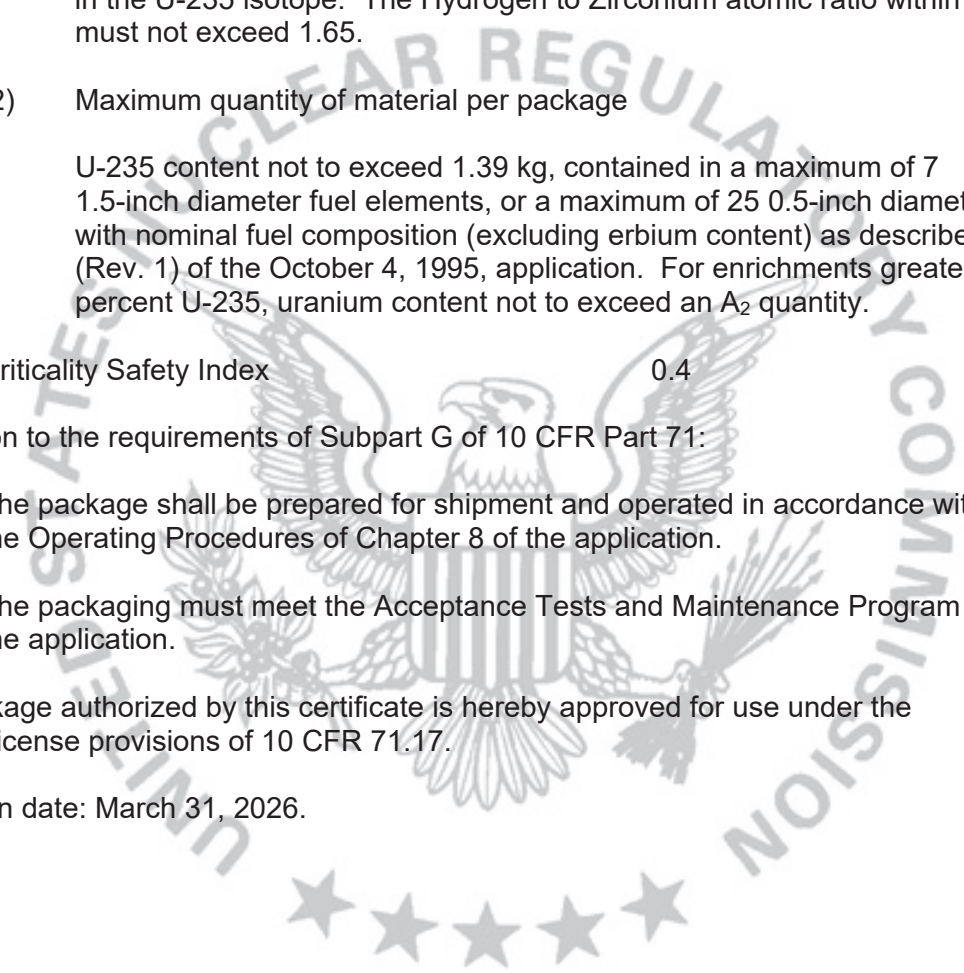 in the U-235 isotope. The Hydrogen to Zirconium atomic ratio within
must not exceed 1.65.
2) Maximum quantity of material per package
U-235 content not to exceed 1.39 kg, contained in a maximum of 7
1.5-inch diameter fuel elements, or a maximum of 25 0.5-inch diamet
with nominal fuel composition (excluding erbium content) as describe
(Rev. 1) of the October 4, 1995, application. For enrichments greate
percent U-235, uranium content not to exceed an A₂ quantity.
riticality Safety Index 0.4
on to the requirements of Subpart G of 10 CFR Part 71:
he package shall be prepared for shipment and operated in accordance wit
he Operating Procedures of Chapter 8 of the application.
he packaging must meet the Acceptance Tests and Maintenance Program
he application.
kage authorized by this certificate is hereby approved for use under the
icense provisions of 10 CFR 71.17.
n date: March 31, 2026.
UNITED STATES NUCLEAR REGULATORY COMMISSION